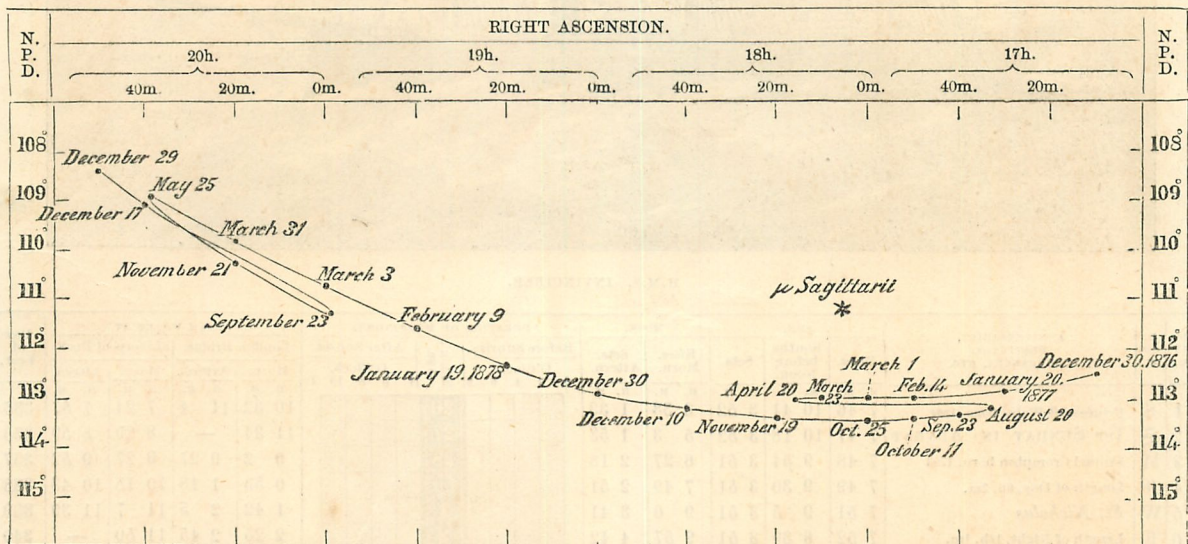 RIGHT ASCENSION.
N.
P.
D.
20h. 19h. 18h. 17h.
N.
P.
D.
40m. 20m. 0m. 40m. 20m. 0m. 40m. 20m. 0m. 40m. 20m.
108° 108°
December 29
May 25
109° 109°
December 17
March 31
110° 110°
November 21
March 3
μ Sagittarii
111° 111°
September 23
February 9
112° 112°
March 1
December 30. 1876
January 19. 1878
December 30
April 20
March
23
Feb. 14
January 20.
1877
113° 113°
December 10
November 19
Oct. 25
Sep. 23
August 20
October 11
114° 114°
115° 115°